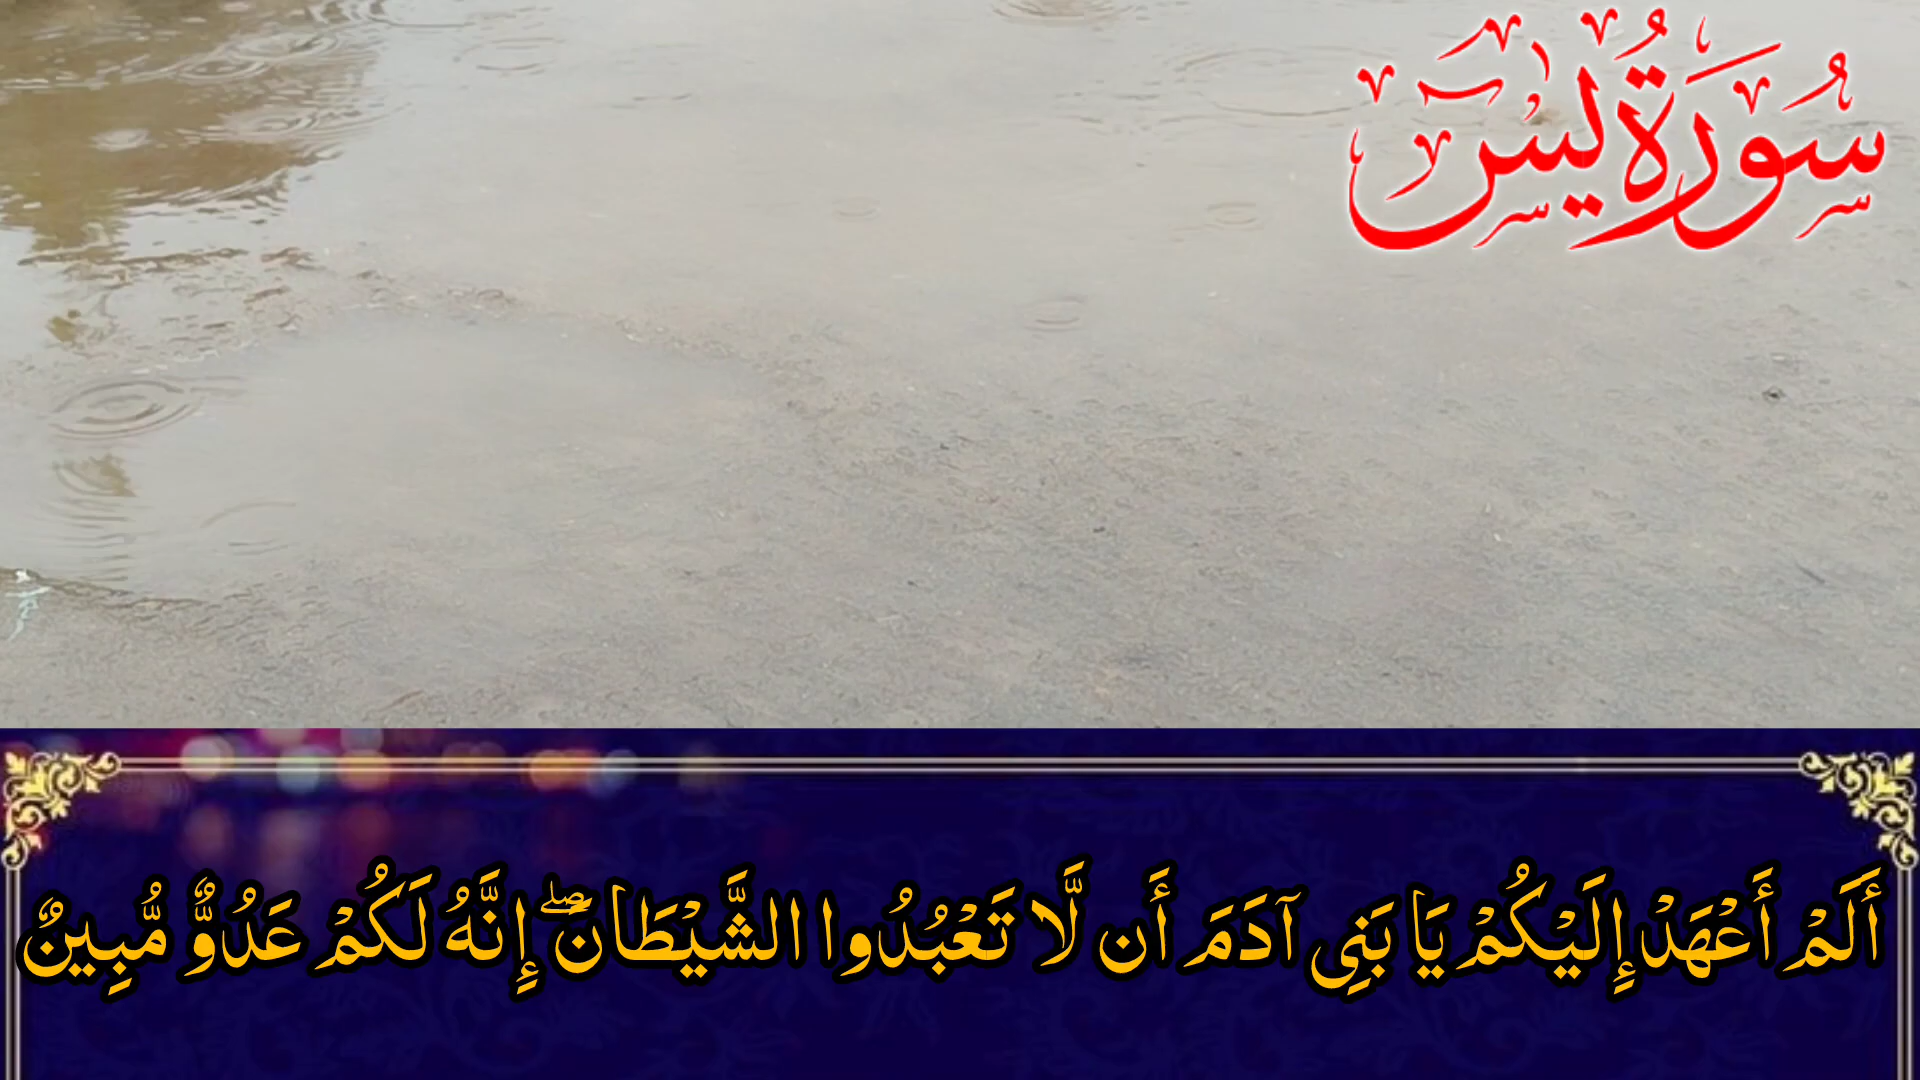 سُورَةُ يسٓ
أَلَمْ أَعْهَدْ إِلَيْكُمْ يَا بَنِي آدَمَ أَن لَّا تَعْبُدُوا الشَّيْطَانَ ۖ إِنَّهُ لَكُمْ عَدُوٌّ مُّبِينٌ